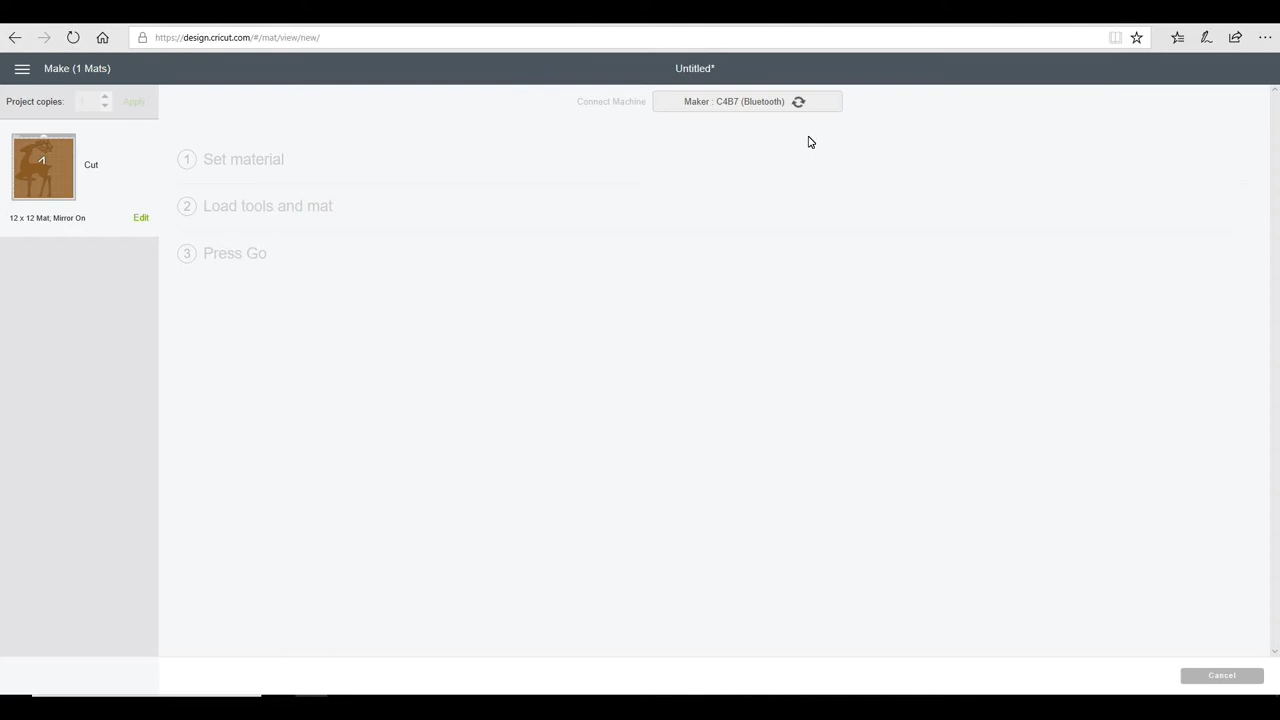 https://design.cricut.com/#/mat/view/new/
Make (1 Mats)
Untitled*
Project copies:
1
Apply
Connect Machine
Maker : C4B7 (Bluetooth)
1
Cut
12 x 12 Mat, Mirror On
Edit
1 Set material
2 Load tools and mat
3 Press Go
Cancel